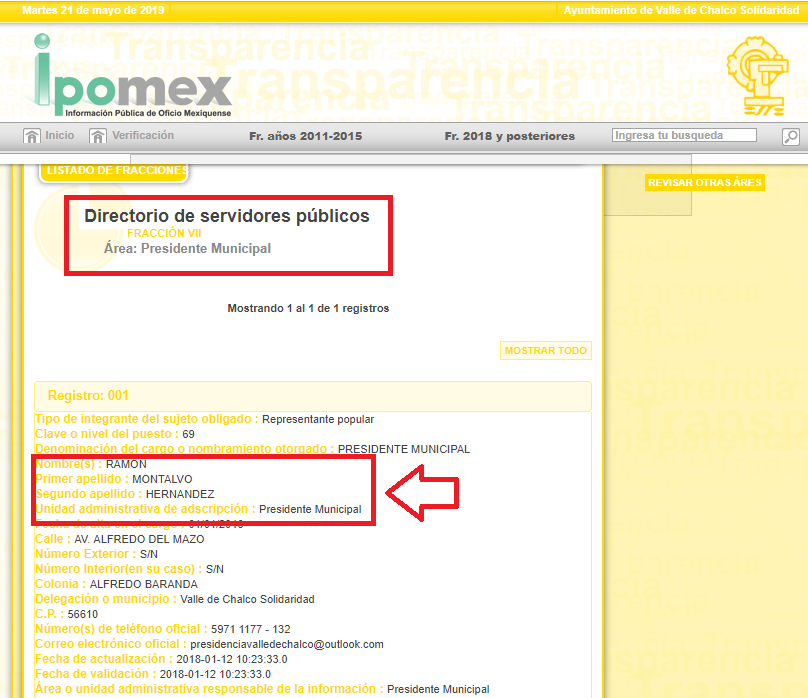 Martes 21 de mayo de 2019
Ayuntamiento de Valle de Chalco Solidaridad
ipomex
Información Pública de Oficio Mexiquense
Inicio
Verificación
Fr. años 2011-2015
Fr. 2018 y posteriores
Ingresa tu busqueda
LISTADO DE FRACCIONES
REVISAR OTRAS ÁRES
Directorio de servidores públicos
FRACCIÓN VII
Área: Presidente Municipal
Mostrando 1 al 1 de 1 registros
MOSTRAR TODO
Registro: 001
Tipo de integrante del sujeto obligado : Representante popular
Clave o nivel del puesto : 69
Denominación del cargo o nombramiento otorgado : PRESIDENTE MUNICIPAL
Nombre(s) : RAMON
Primer apellido : MONTALVO
Segundo apellido : HERNANDEZ
Unidad administrativa de adscripción : Presidente Municipal
Fecha de alta en el cargo :
Calle : AV. ALFREDO DEL MAZO
Número Exterior : S/N
Número Interior(en su caso) : S/N
Colonia : ALFREDO BARANDA
Delegación o municipio : Valle de Chalco Solidaridad
C.P. : 56610
Número(s) de teléfono oficial : 5971 1177 - 132
Correo electrónico oficial : presidenciavalledechalco@outlook.com
Fecha de actualización : 2018-01-12 10:23:33.0
Fecha de validación : 2018-01-12 10:23:33.0
Área o unidad administrativa responsable de la información : Presidente Municipal